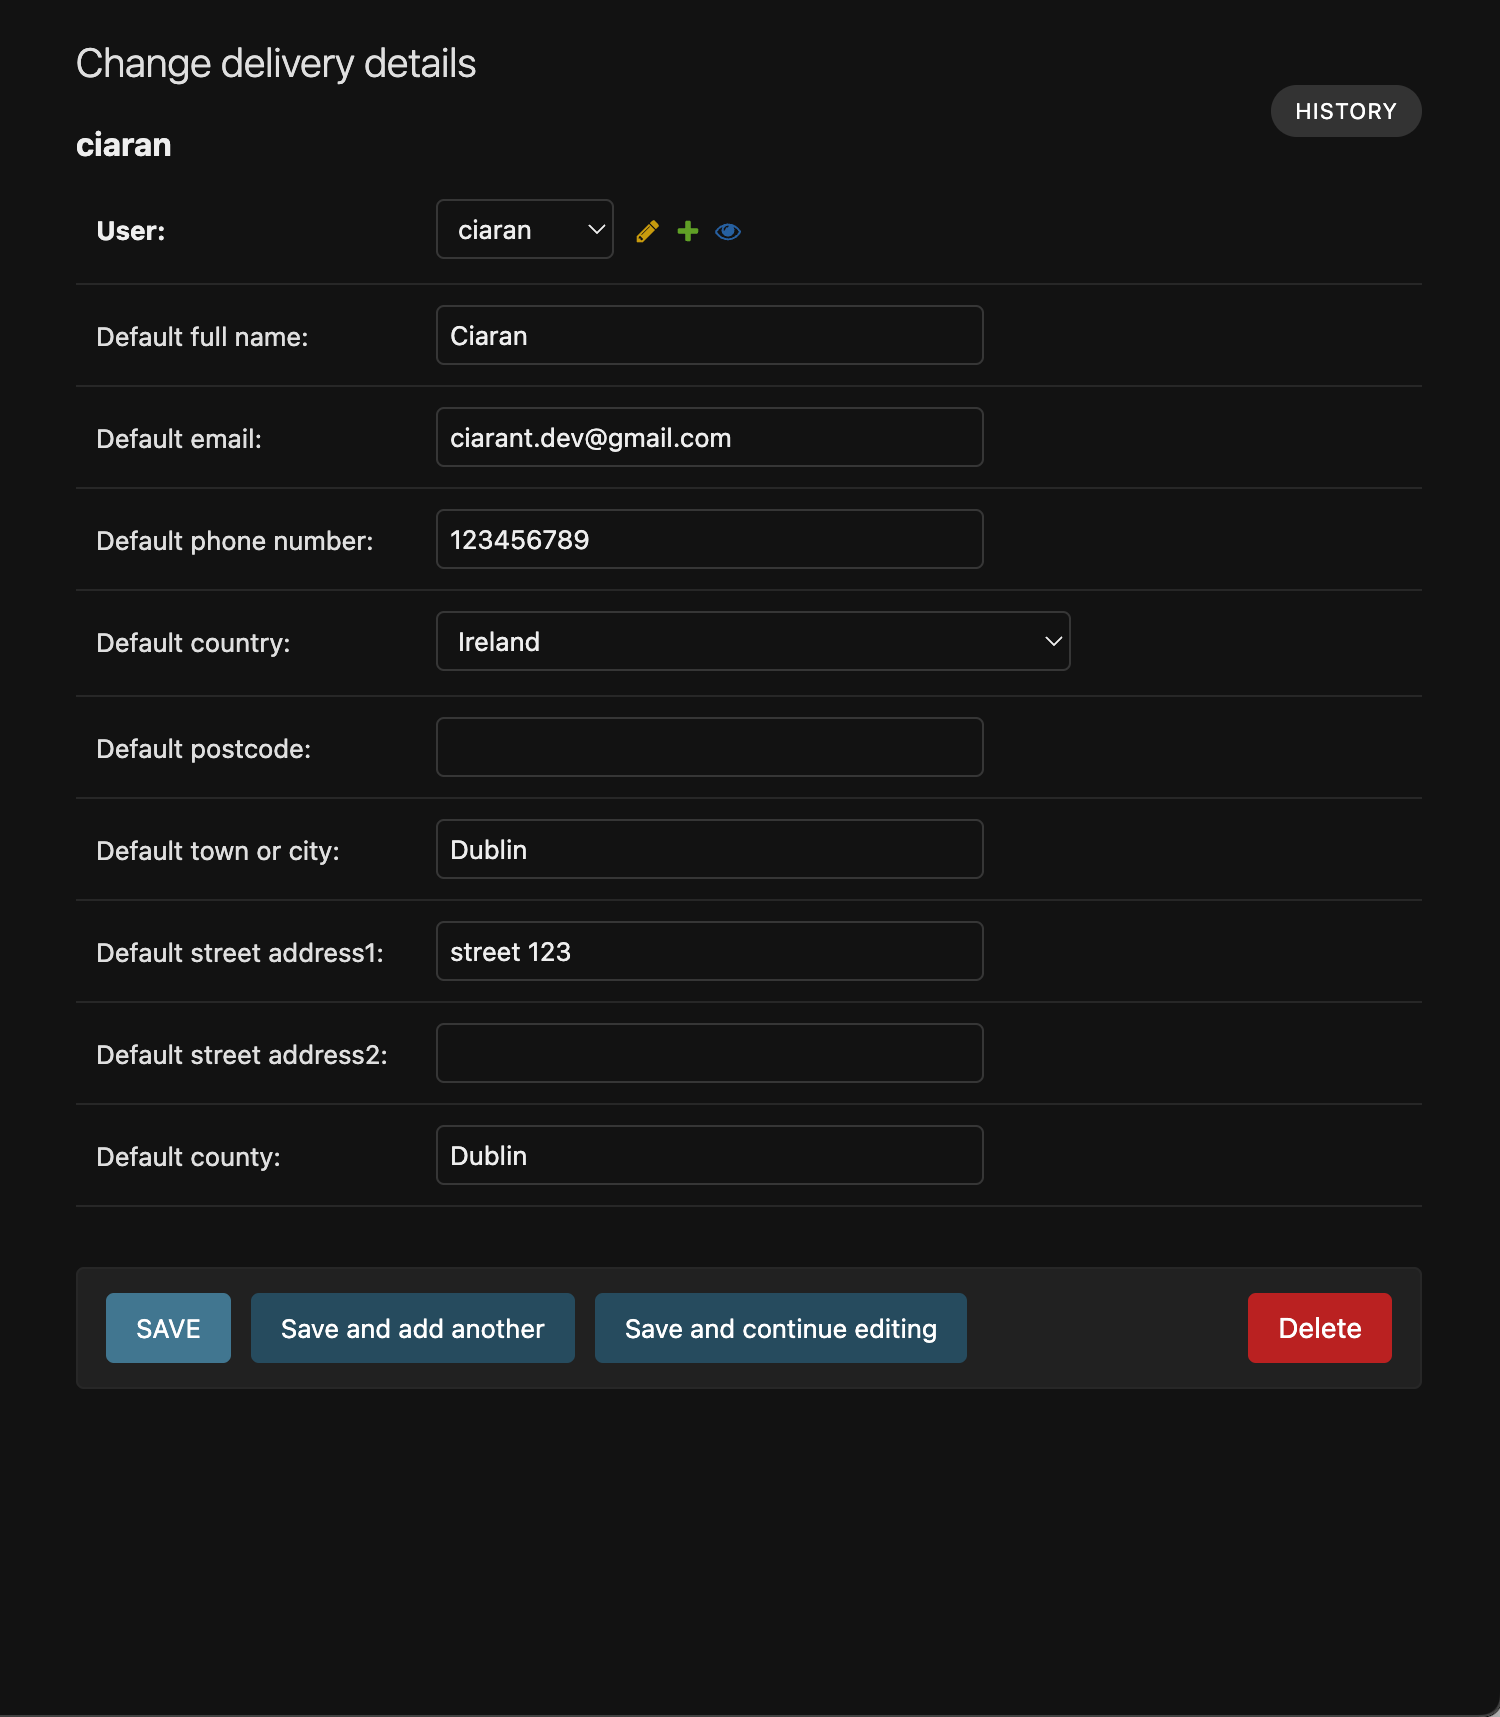 Change delivery details
HISTORY
ciaran
User: ciaran
Default full name: Ciaran
Default email: ciarant.dev@gmail.com
Default phone number: 123456789
Default country: Ireland
Default postcode:
Default town or city: Dublin
Default street address1: street 123
Default street address2:
Default county: Dublin
SAVE Save and add another Save and continue editing Delete